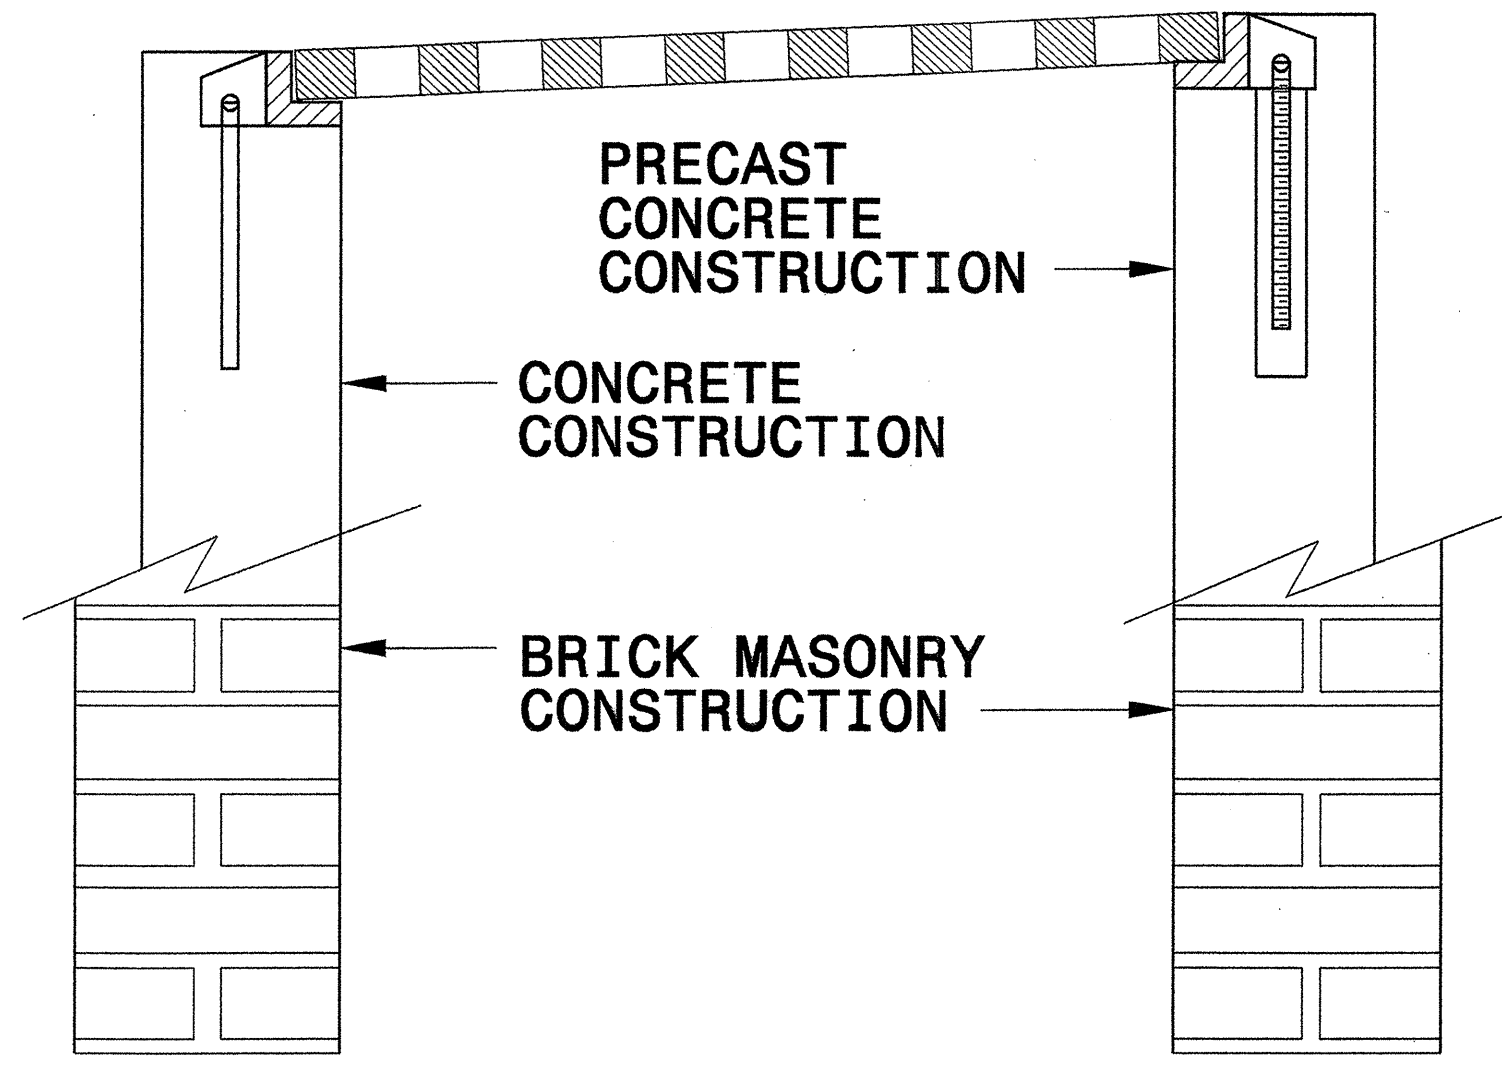 PRECAST
CONCRETE
CONSTRUCTION
CONCRETE
CONSTRUCTION
BRICK MASONRY
CONSTRUCTION